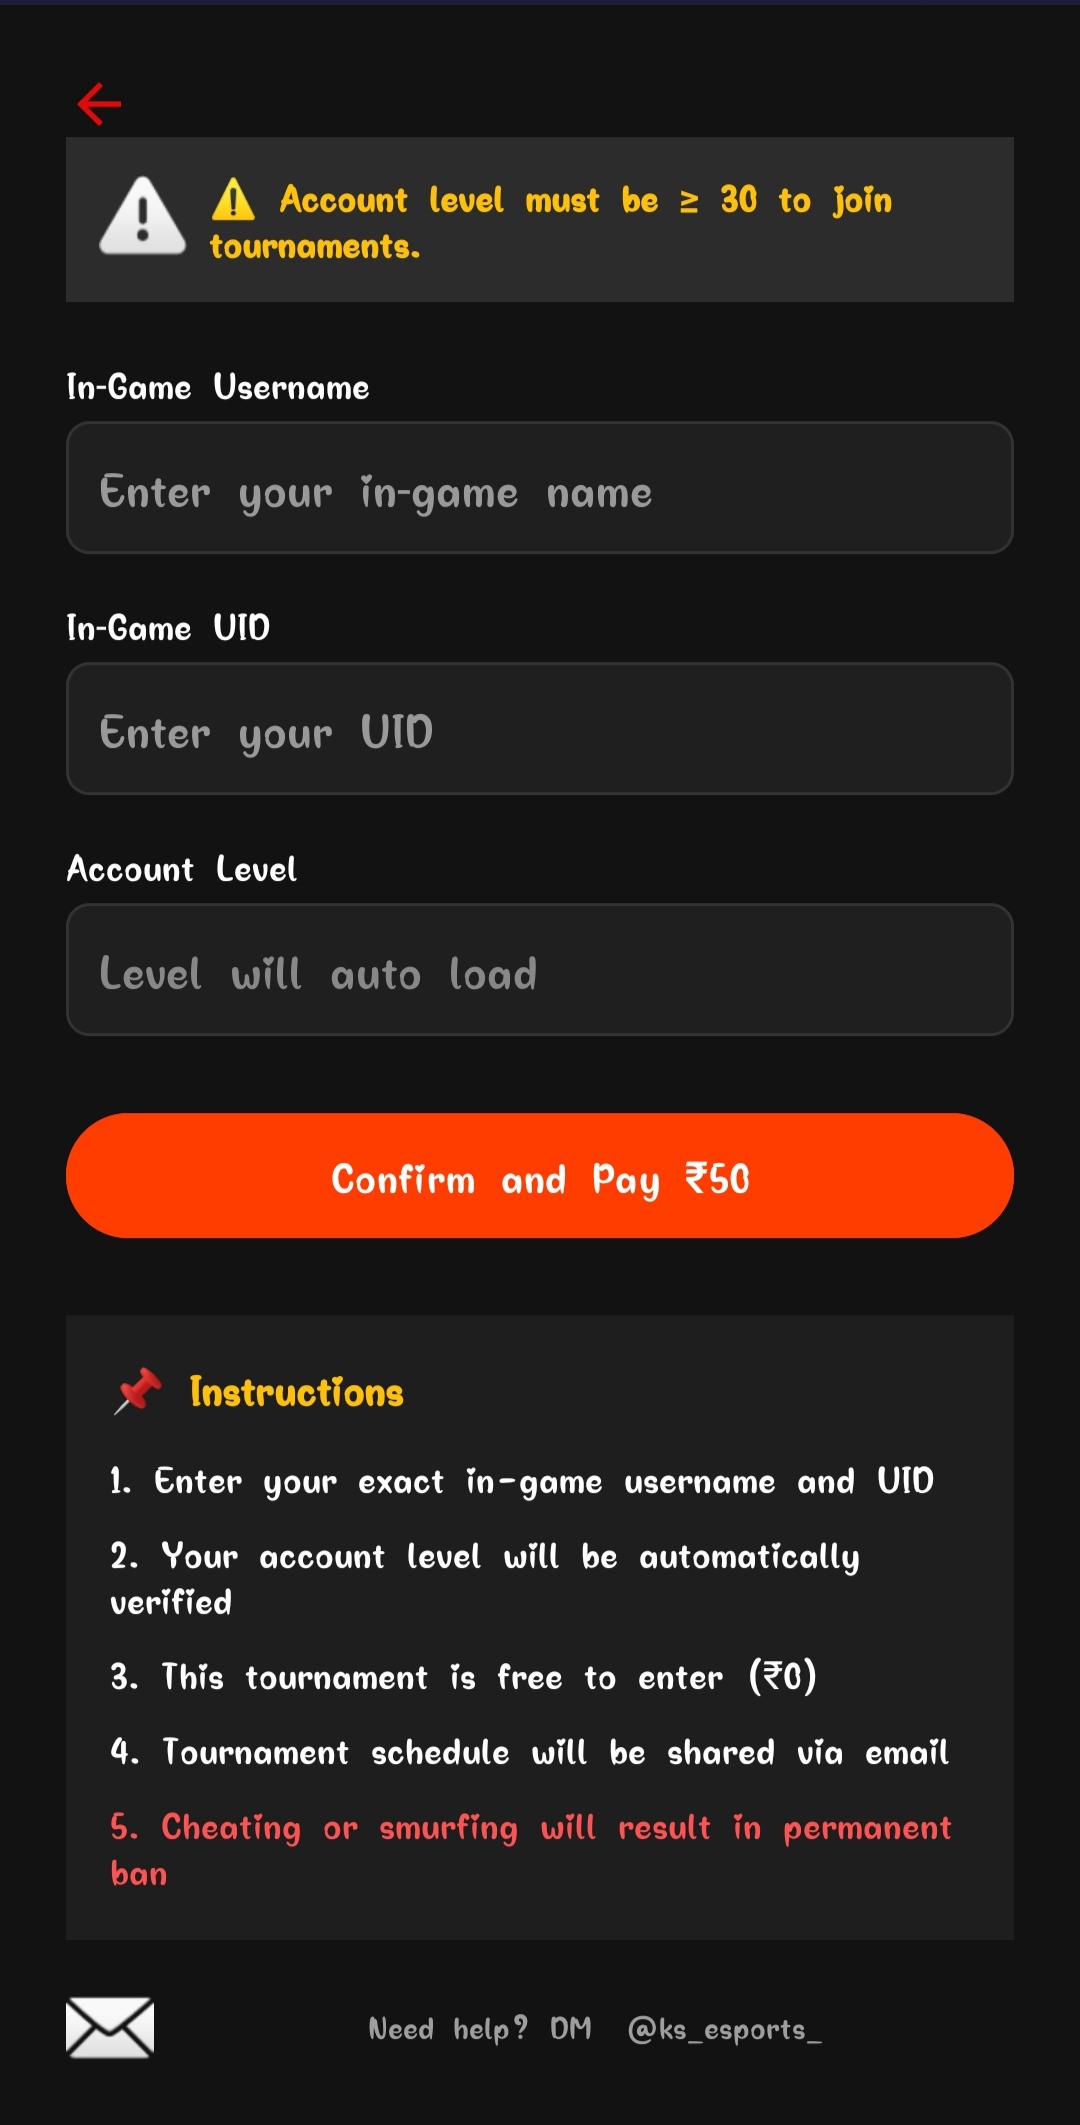 ⚠️ Account level must be ≥ 30 to join
tournaments.
In-Game Username
Enter your in-game name
In-Game UID
Enter your UID
Account Level
Level will auto load
Confirm and Pay ₹50
📌 Instructions
1. Enter your exact in-game username and UID
2. Your account level will be automatically
verified
3. This tournament is free to enter (₹0)
4. Tournament schedule will be shared via email
5. Cheating or smurfing will result in permanent
ban
Need help? DM @ks_esports_